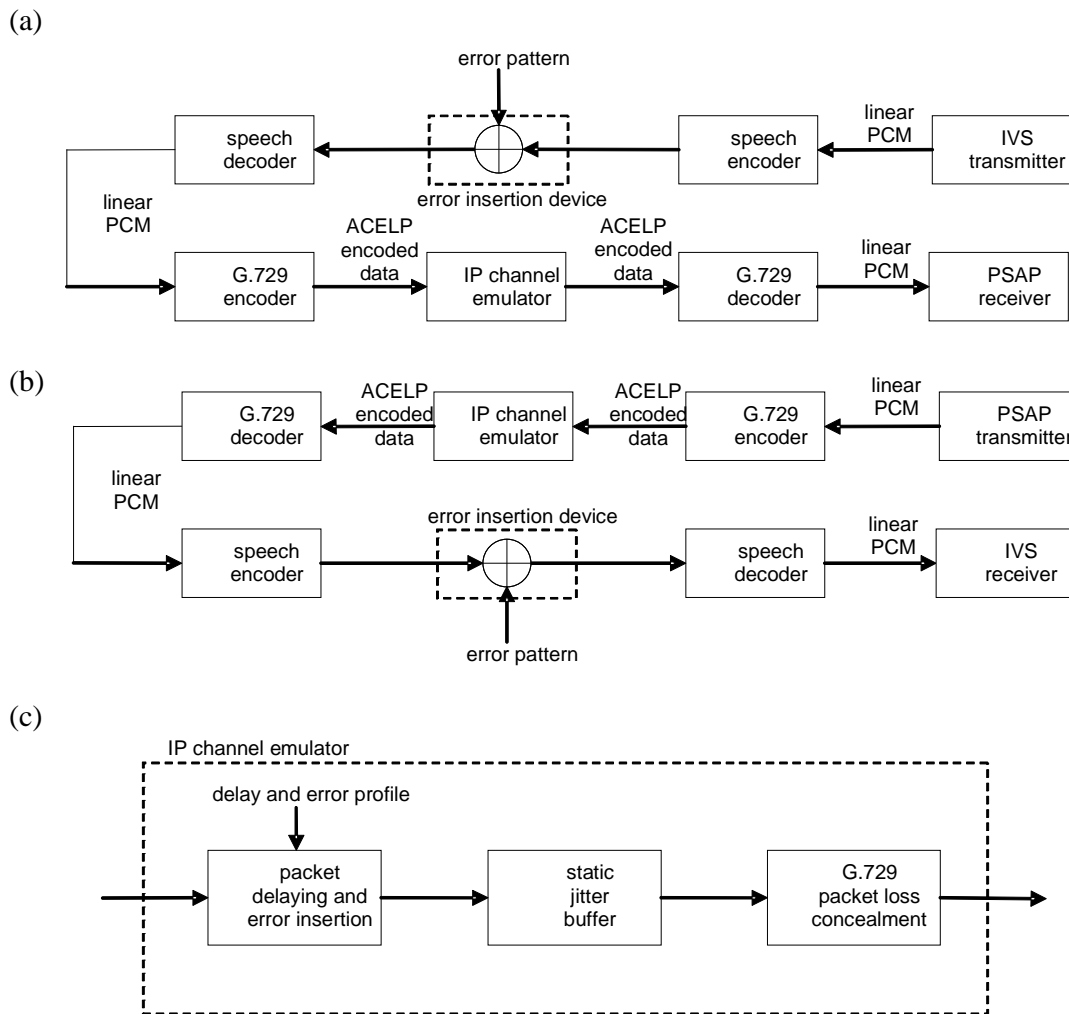 (a)
error pattern
linear
PCM
speech
decoder
speech
encoder
IVS
transmitter
error insertion device
linear
PCM
ACELP
encoded
data
ACELP
encoded
data
linear
PCM
G.729
encoder
IP channel
emulator
G.729
decoder
PSAP
receiver
(b)
ACELP
encoded
data
ACELP
encoded
data
linear
PCM
G.729
decoder
IP channel
emulator
G.729
encoder
PSAP
transmitter
linear
PCM
error insertion device
linear
PCM
speech
encoder
speech
decoder
IVS
receiver
error pattern
(c)
IP channel emulator
delay and error profile
packet
delaying and
error insertion
static
jitter
buffer
G.729
packet loss
concealment